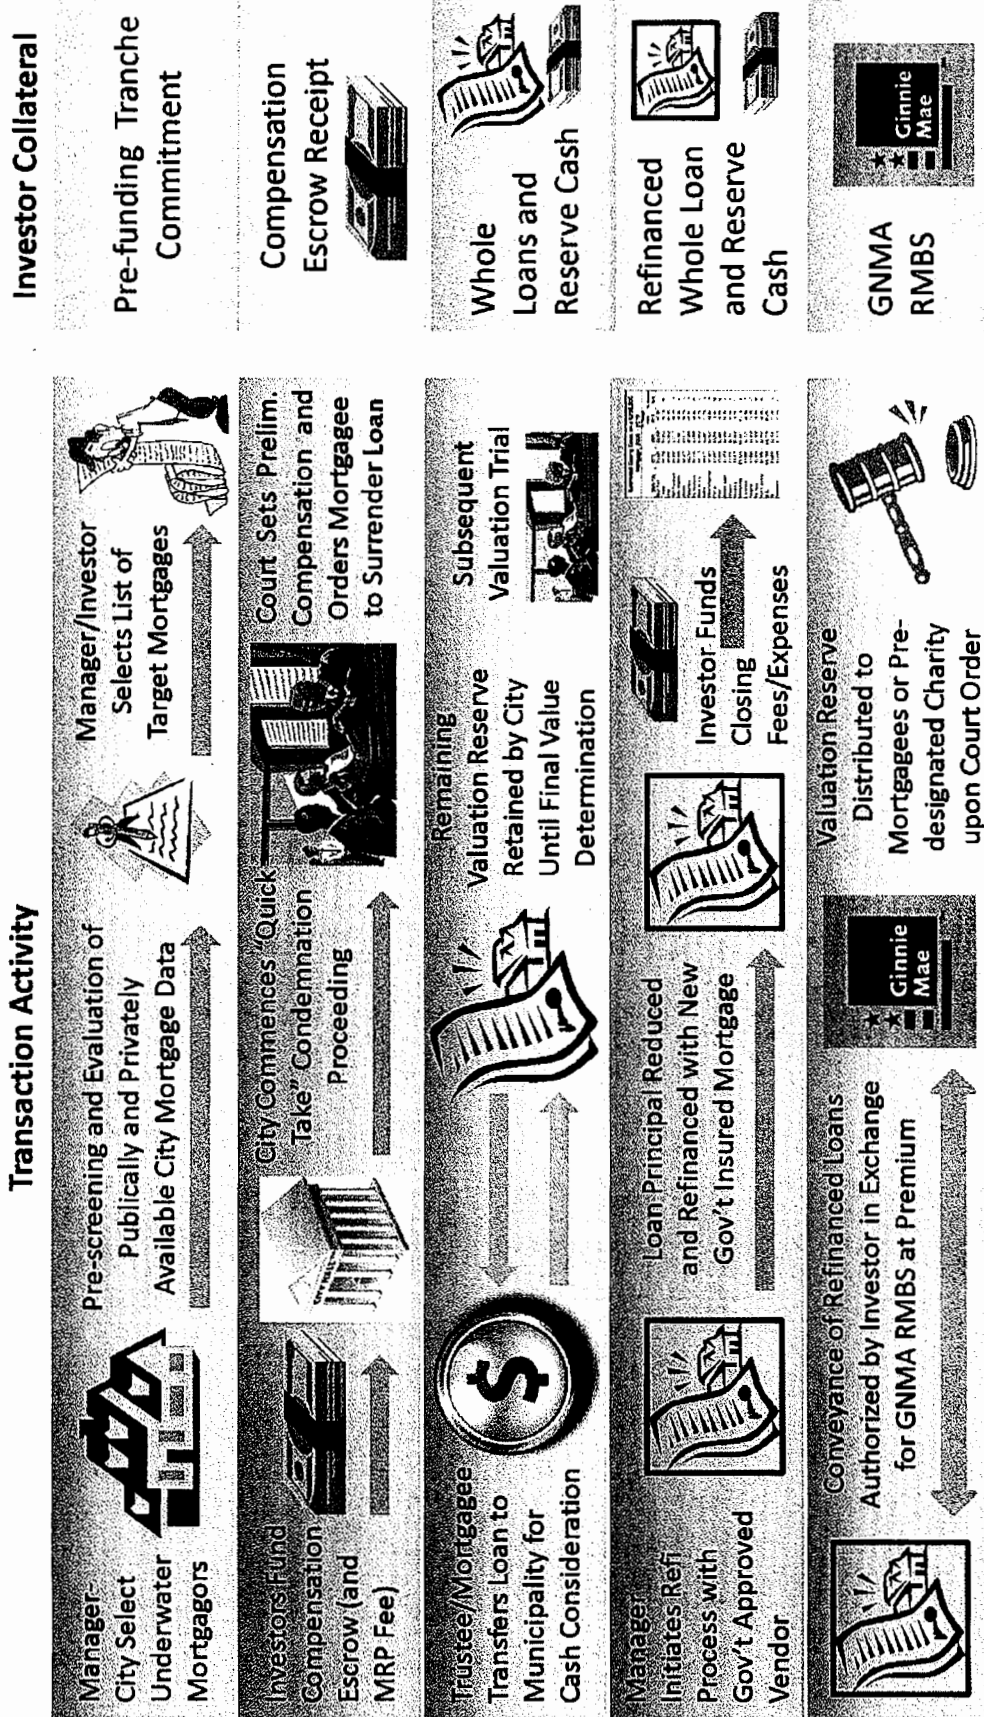 Transaction Activity
Investor Collateral
Manager-
City Select
Underwater
Mortgagors
Pre-screening and Evaluation of
Publically and Privately
Available City Mortgage Data
Manager/Investor
Selects List of
Target Mortgages
Pre-funding Tranche
Commitment
Investors Fund
Compensation
Escrow (and
MRP Fee)
City Commences "Quick
Take" Condemnation
Proceeding
Court Sets Prelim.
Compensation and
Orders Mortgagee
to Surrender Loan
Compensation
Escrow Receipt
Trustee/Mortgagee
Transfers Loan to
Municipality for
Cash Consideration
$
Remaining
Valuation Reserve
Retained by City
Until Final Value
Determination
Subsequent
Valuation Trial
Whole
Loans and
Reserve Cash
Manager
Initiates Refi
Process with
Gov't Approved
Vendor
Loan Principal Reduced
and Refinanced with New
Gov't Insured Mortgage
Investor Funds
Closing
Fees/Expenses
Refinanced
Whole Loan
and Reserve
Cash
Conveyance of Refinanced Loans
Authorized by Investor in Exchange
for GNMA RMBS at Premium
Ginnie
Mae
Valuation Reserve
Distributed to
Mortgagees or Pre-
designated Charity
upon Court Order
GNMA
RMBS
Ginnie
Mae